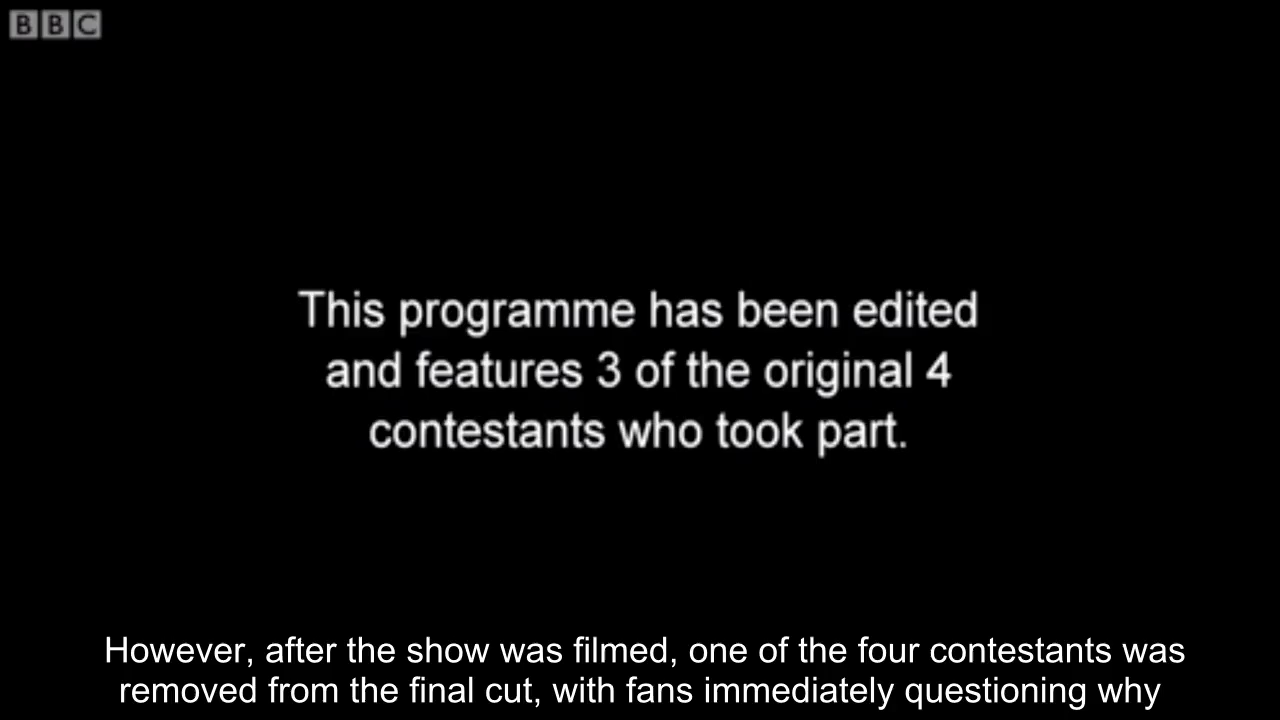 BBC
This programme has been edited
and features 3 of the original 4
contestants who took part.
However, after the show was filmed, one of the four contestants was
removed from the final cut, with fans immediately questioning why